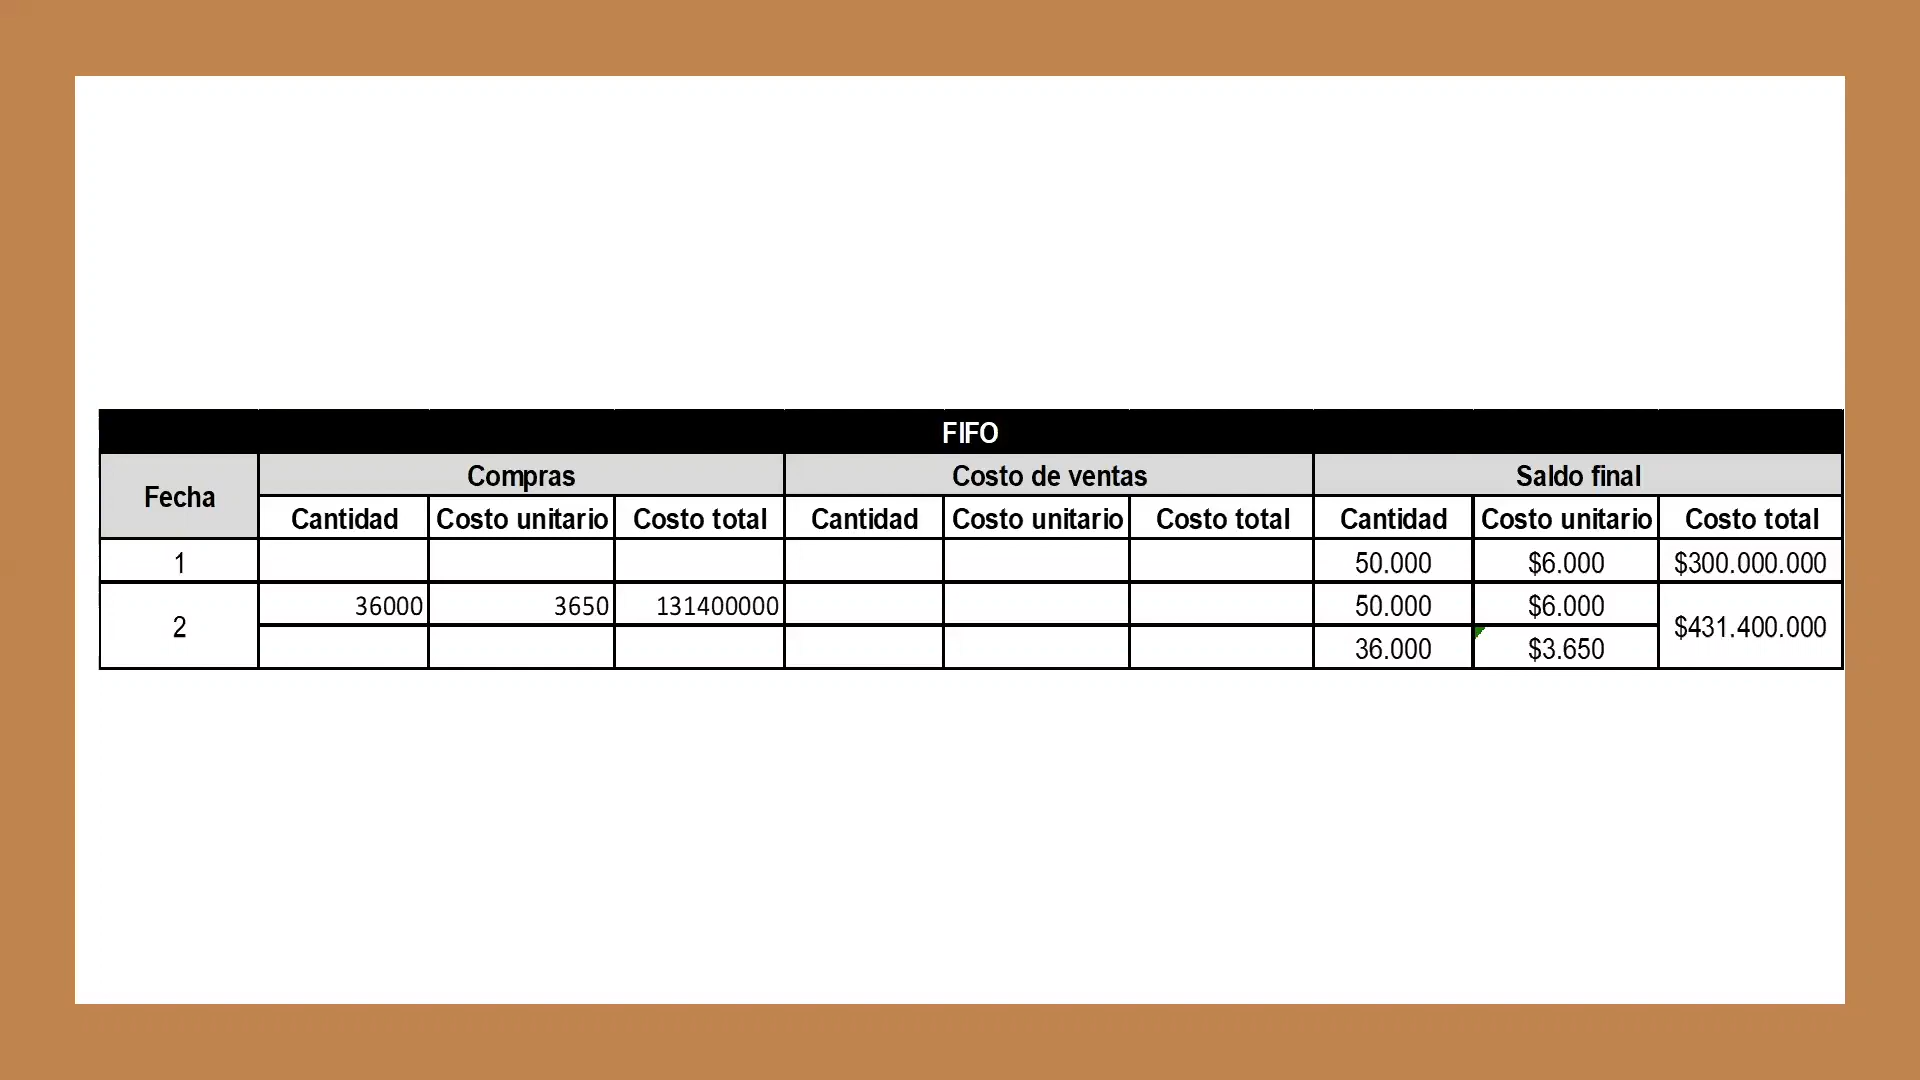 FIFO
Fecha Compras Costo de ventas Saldo final
Cantidad Costo unitario Costo total Cantidad Costo unitario Costo total Cantidad Costo unitario Costo total
1 50.000 $6.000 $300.000.000
2 36000 3650 131400000 50.000 $6.000 $431.400.000
36.000 $3.650